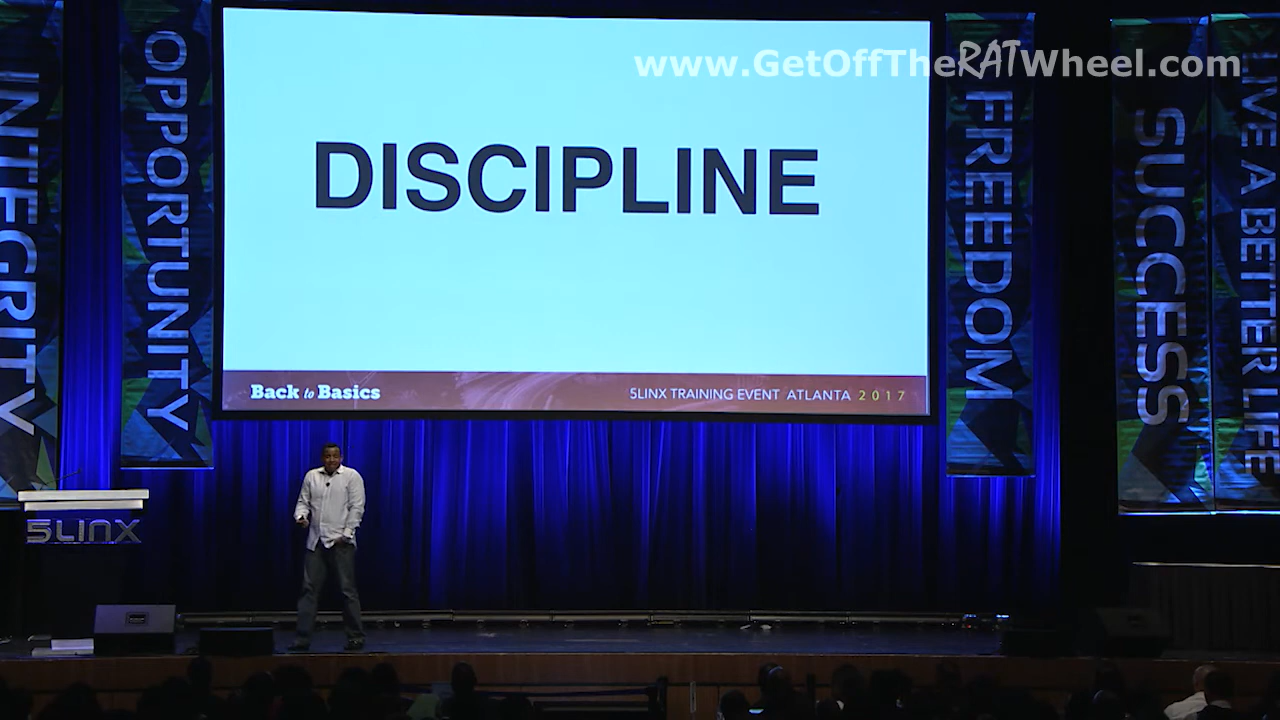 www.GetOffTheRATWheel.com
INTEGRITY
OPPORTUNITY
DISCIPLINE
FREEDOM
SUCCESS
LIVE A BETTER LIFE
Back to Basics
5LINX TRAINING EVENT ATLANTA 2017
5LINX